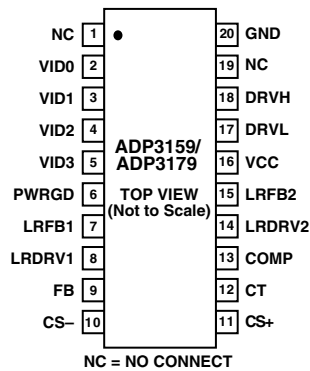 NC 1 20 GND
VID0 2 19 NC
VID1 3 18 DRVH
VID2 4 17 DRVL
ADP3159/
VID3 5 16 VCC
ADP3179
PWRGD 6 TOP VIEW 15 LRFB2
(Not to Scale)
LRFB1 7 14 LRDRV2
LRDRV1 8 13 COMP
FB 9 12 CT
CS– 10 11 CS+
NC = NO CONNECT